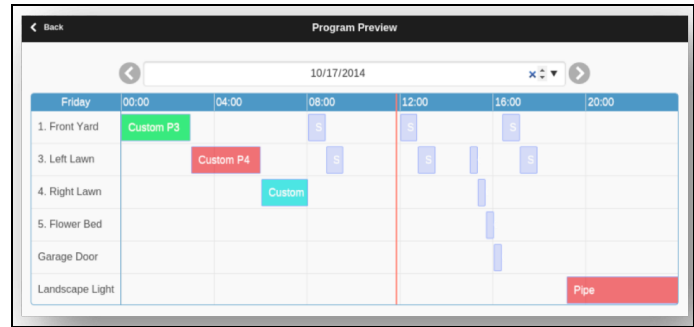 Back Program Preview
10/17/2014
Friday 00:00 04:00 08:00 12:00 16:00 20:00
1. Front Yard Custom P3 S S S
3. Left Lawn Custom P4 S S S
4. Right Lawn Custom
5. Flower Bed
Garage Door
Landscape Light Pipe